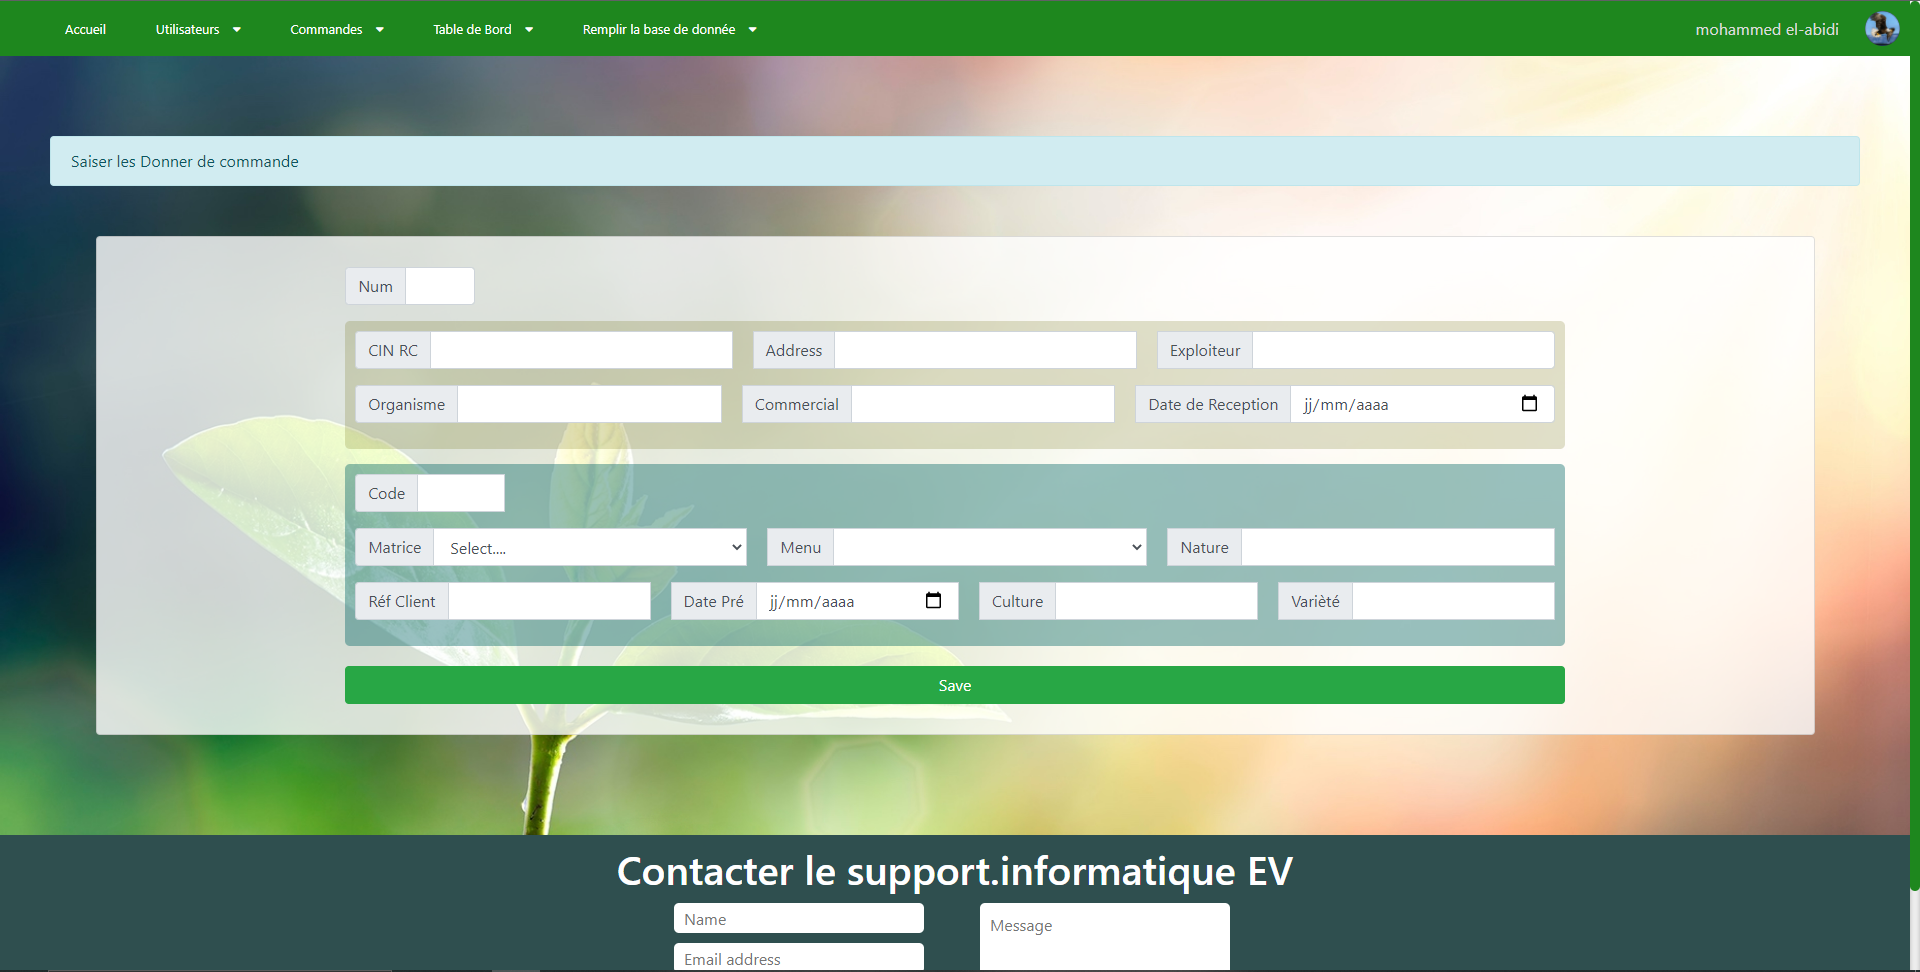 Accueil Utilisateurs Commandes Table de Bord Remplir la base de donnée mohammed el-abidi
Saiser les Donner de commande
Num
CIN RC Address Exploiteur
Organisme Commercial Date de Reception jj/mm/aaaa
Code
Matrice Select.... Menu Nature
Réf Client Date Pré jj/mm/aaaa Culture Varièté
Save
Contacter le support.informatique EV
Name
Message
Email address